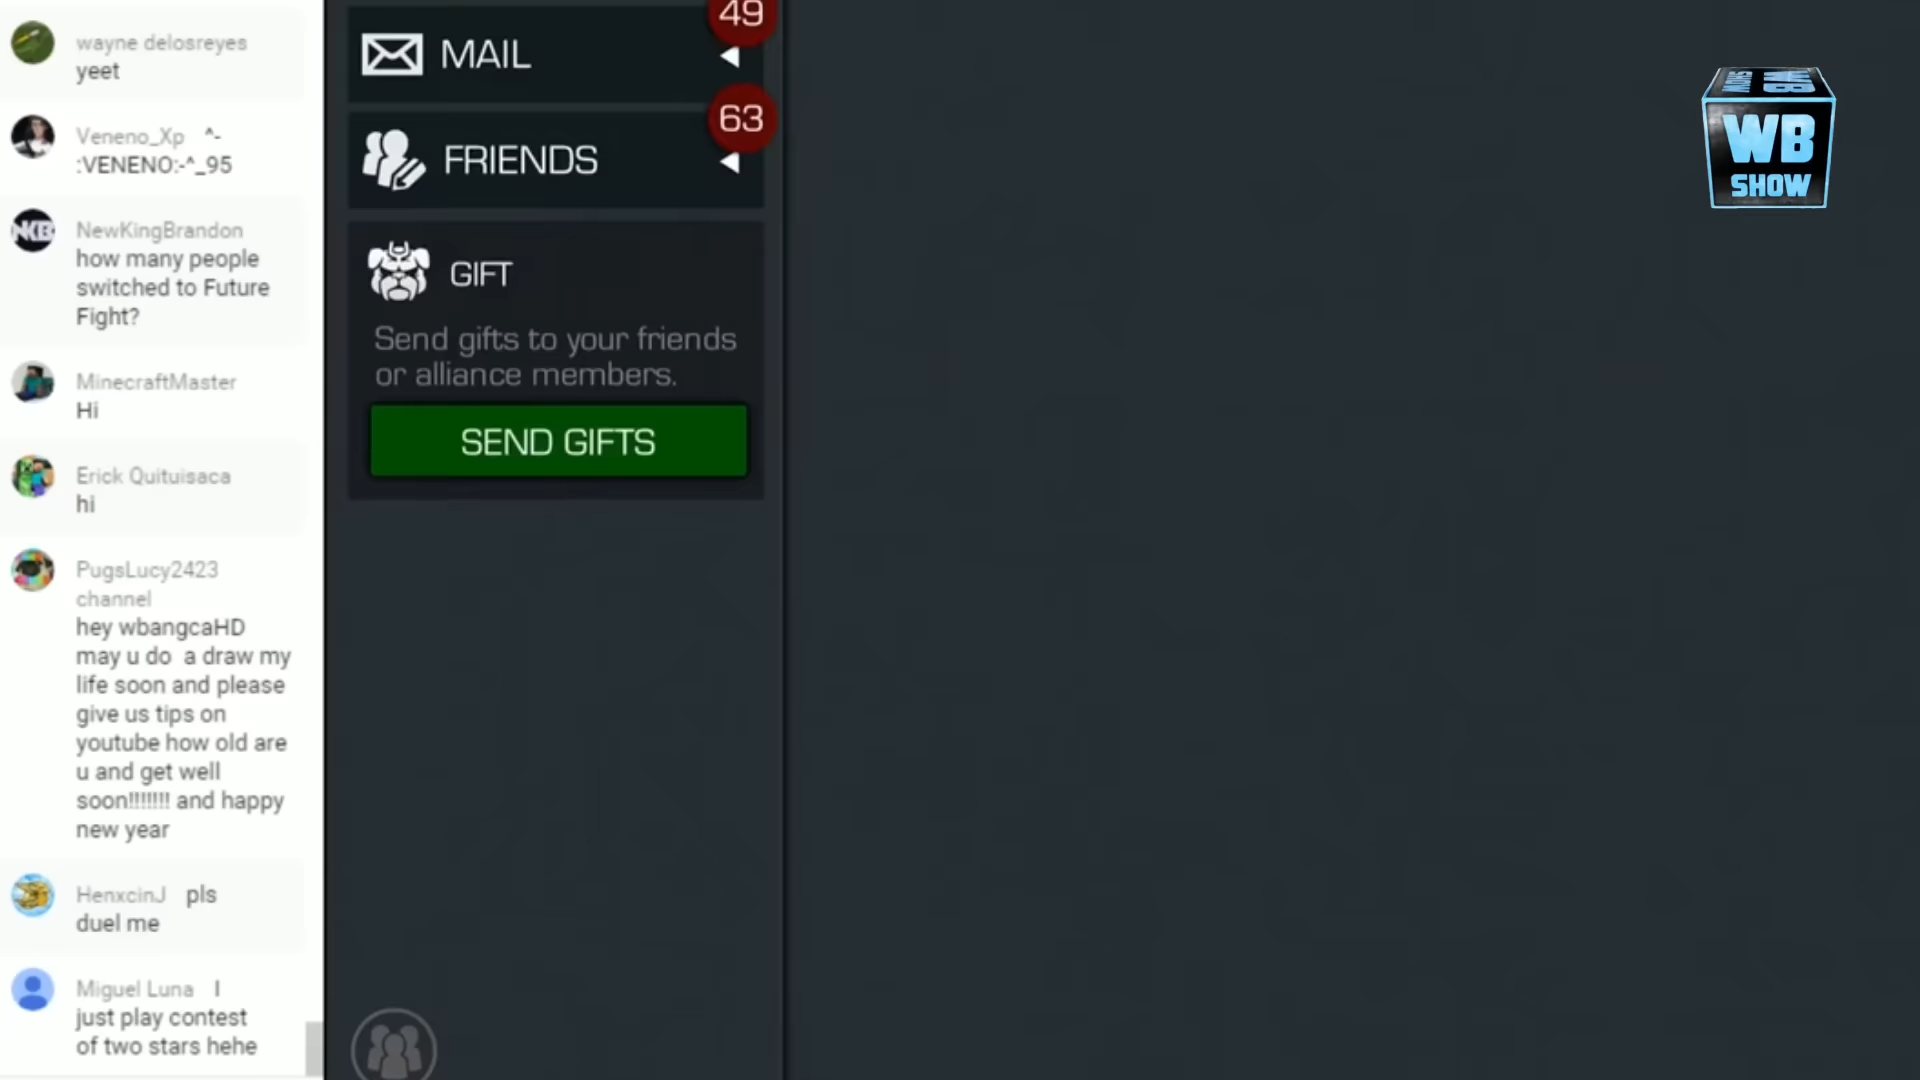 wayne delosreyes
yeet
Veneno_Xp ^-
:VENENO:-^_95
NewKingBrandon
how many people
switched to Future
Fight?
MinecraftMaster
Hi
Erick Quituisaca
hi
PugsLucy2423
channel
hey wbangcaHD
may u do a draw my
life soon and please
give us tips on
youtube how old are
u and get well
soon!!!!!!! and happy
new year
HenxcinJ pls
duel me
Miguel Luna I
just play contest
of two stars hehe
49
MAIL
63
FRIENDS
GIFT
Send gifts to your friends
or alliance members.
SEND GIFTS
WB
SHOW
WB
SHOW
NKB